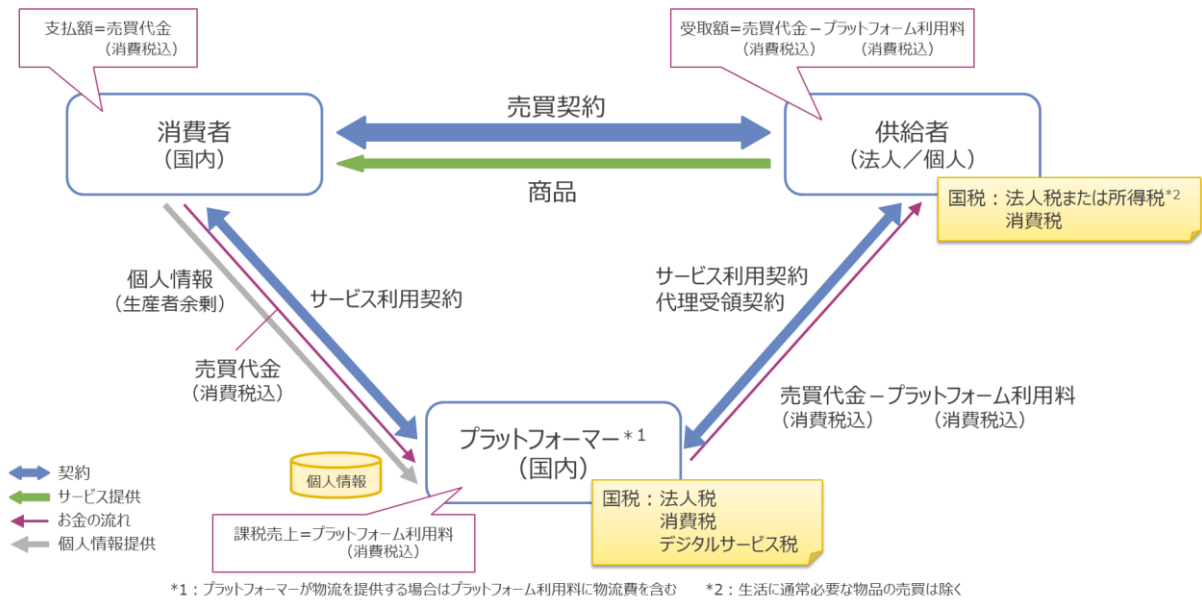 支払額=売買代金
(消費税込)
受取額=売買代金－プラットフォーム利用料
(消費税込) (消費税込)
消費者
(国内)
売買契約
供給者
(法人／個人)
商品
国税：法人税または所得税*2
消費税
個人情報
(生産者余剰)
サービス利用契約
サービス利用契約
代理受領契約
売買代金
(消費税込)
売買代金－プラットフォーム利用料
(消費税込) (消費税込)
プラットフォーマー*1
(国内)
個人情報
国税：法人税
消費税
デジタルサービス税
契約
サービス提供
お金の流れ
個人情報提供
課税売上=プラットフォーム利用料
(消費税込)
*1：プラットフォーマーが物流を提供する場合はプラットフォーム利用料に物流費を含む *2：生活に通常必要な物品の売買は除く